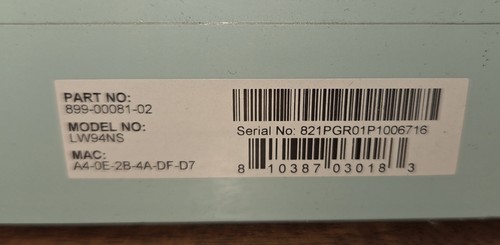 PART NO:
899-00081-02
MODEL NO:
LW94NS
MAC:
A4-0E-2B-4A-DF-D7
Serial No: 821PGR01P1006716
8 10387 03018 3